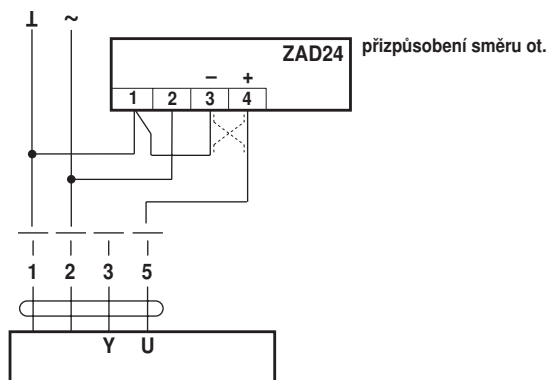 ⊥ ~
ZAD24 přizpůsobení směru ot.
– +
1 2 3 4
1 2 3 5
Y U